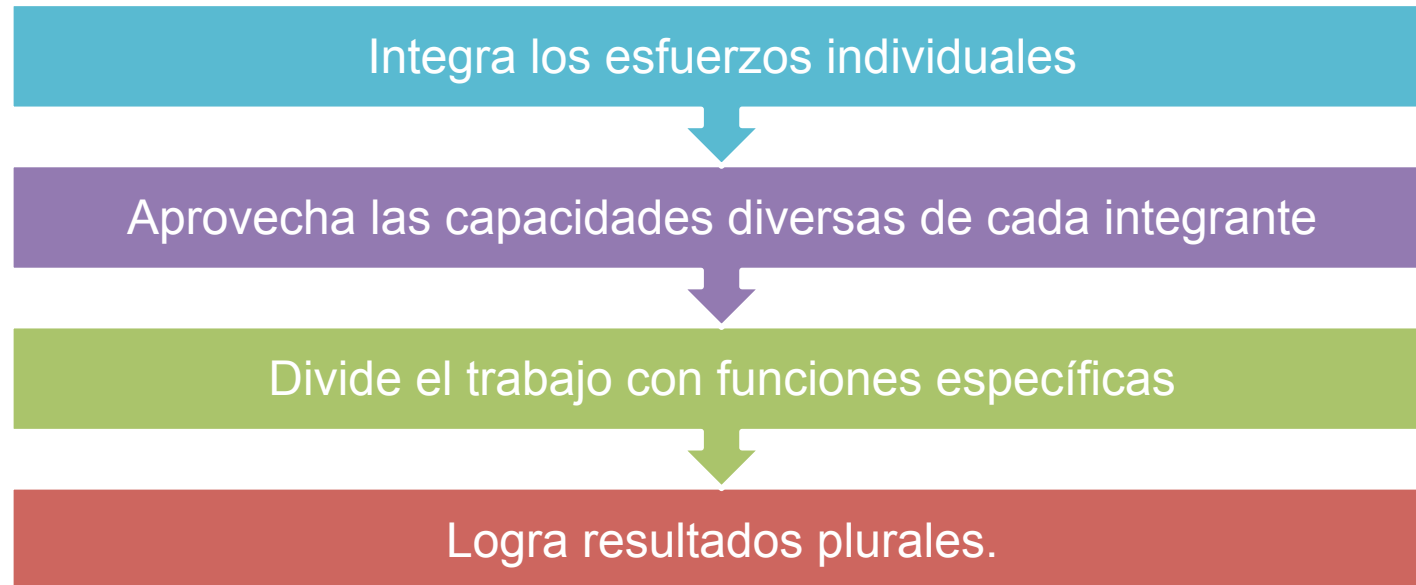 Integra los esfuerzos individuales
Aprovecha las capacidades diversas de cada integrante
Divide el trabajo con funciones específicas
Logra resultados plurales.